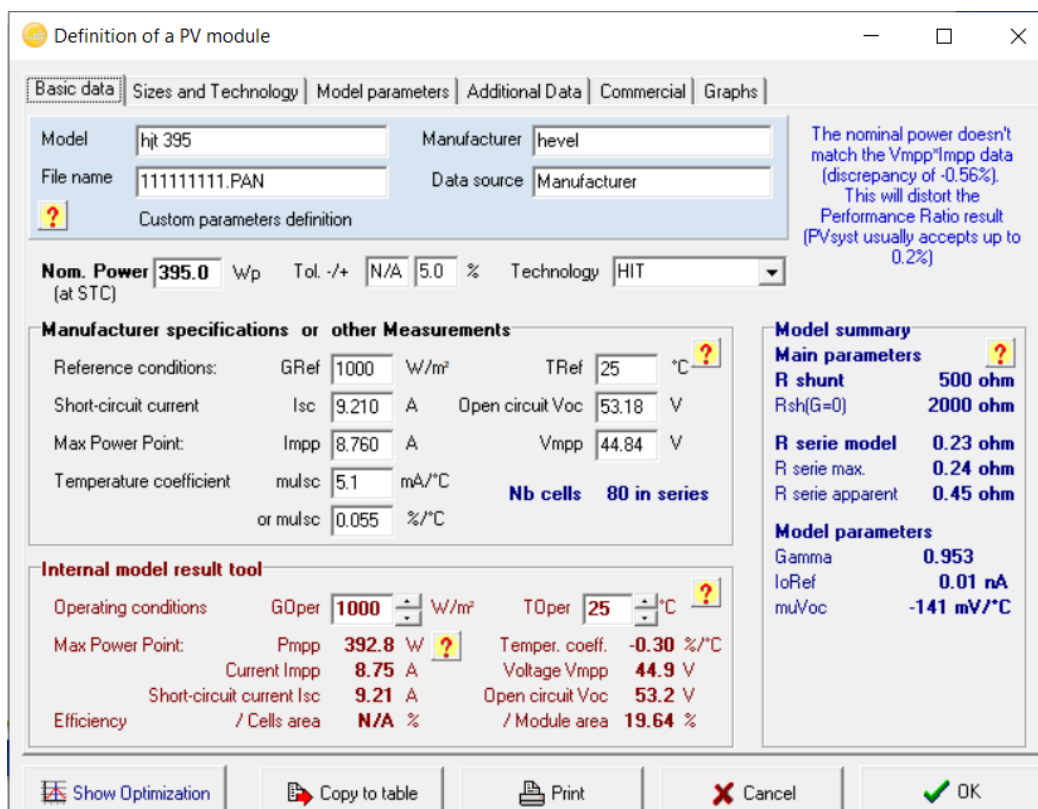 Definition of a PV module
Basic data Sizes and Technology Model parameters Additional Data Commercial Graphs
Model hjt 395 Manufacturer hevel
File name 111111111.PAN Data source Manufacturer
? Custom parameters definition
The nominal power doesn't
match the Vmpp*Impp data
(discrepancy of -0.56%).
This will distort the
Performance Ratio result
(PVsyst usually accepts up to
0.2%)
Nom. Power 395.0 Wp Tol. -/+ N/A 5.0 % Technology HIT
(at STC)
Manufacturer specifications or other Measurements
?
Reference conditions: GRef 1000 W/m² TRef 25 °C
Short-circuit current Isc 9.210 A Open circuit Voc 53.18 V
Max Power Point: Impp 8.760 A Vmpp 44.84 V
Temperature coefficient muIsc 5.1 mA/°C
Nb cells 80 in series
or muIsc 0.055 %/°C
Internal model result tool
?
Operating conditions GOper 1000 W/m² TOper 25 °C
Max Power Point: Pmpp 392.8 W ? Temper. coeff. -0.30 %/°C
Current Impp 8.75 A Voltage Vmpp 44.9 V
Short-circuit current Isc 9.21 A Open circuit Voc 53.2 V
Efficiency / Cells area N/A % / Module area 19.64 %
Model summary
Main parameters ?
R shunt 500 ohm
Rsh(G=0) 2000 ohm
R serie model 0.23 ohm
R serie max. 0.24 ohm
R serie apparent 0.45 ohm
Model parameters
Gamma 0.953
IoRef 0.01 nA
muVoc -141 mV/°C
Show Optimization Copy to table Print Cancel OK